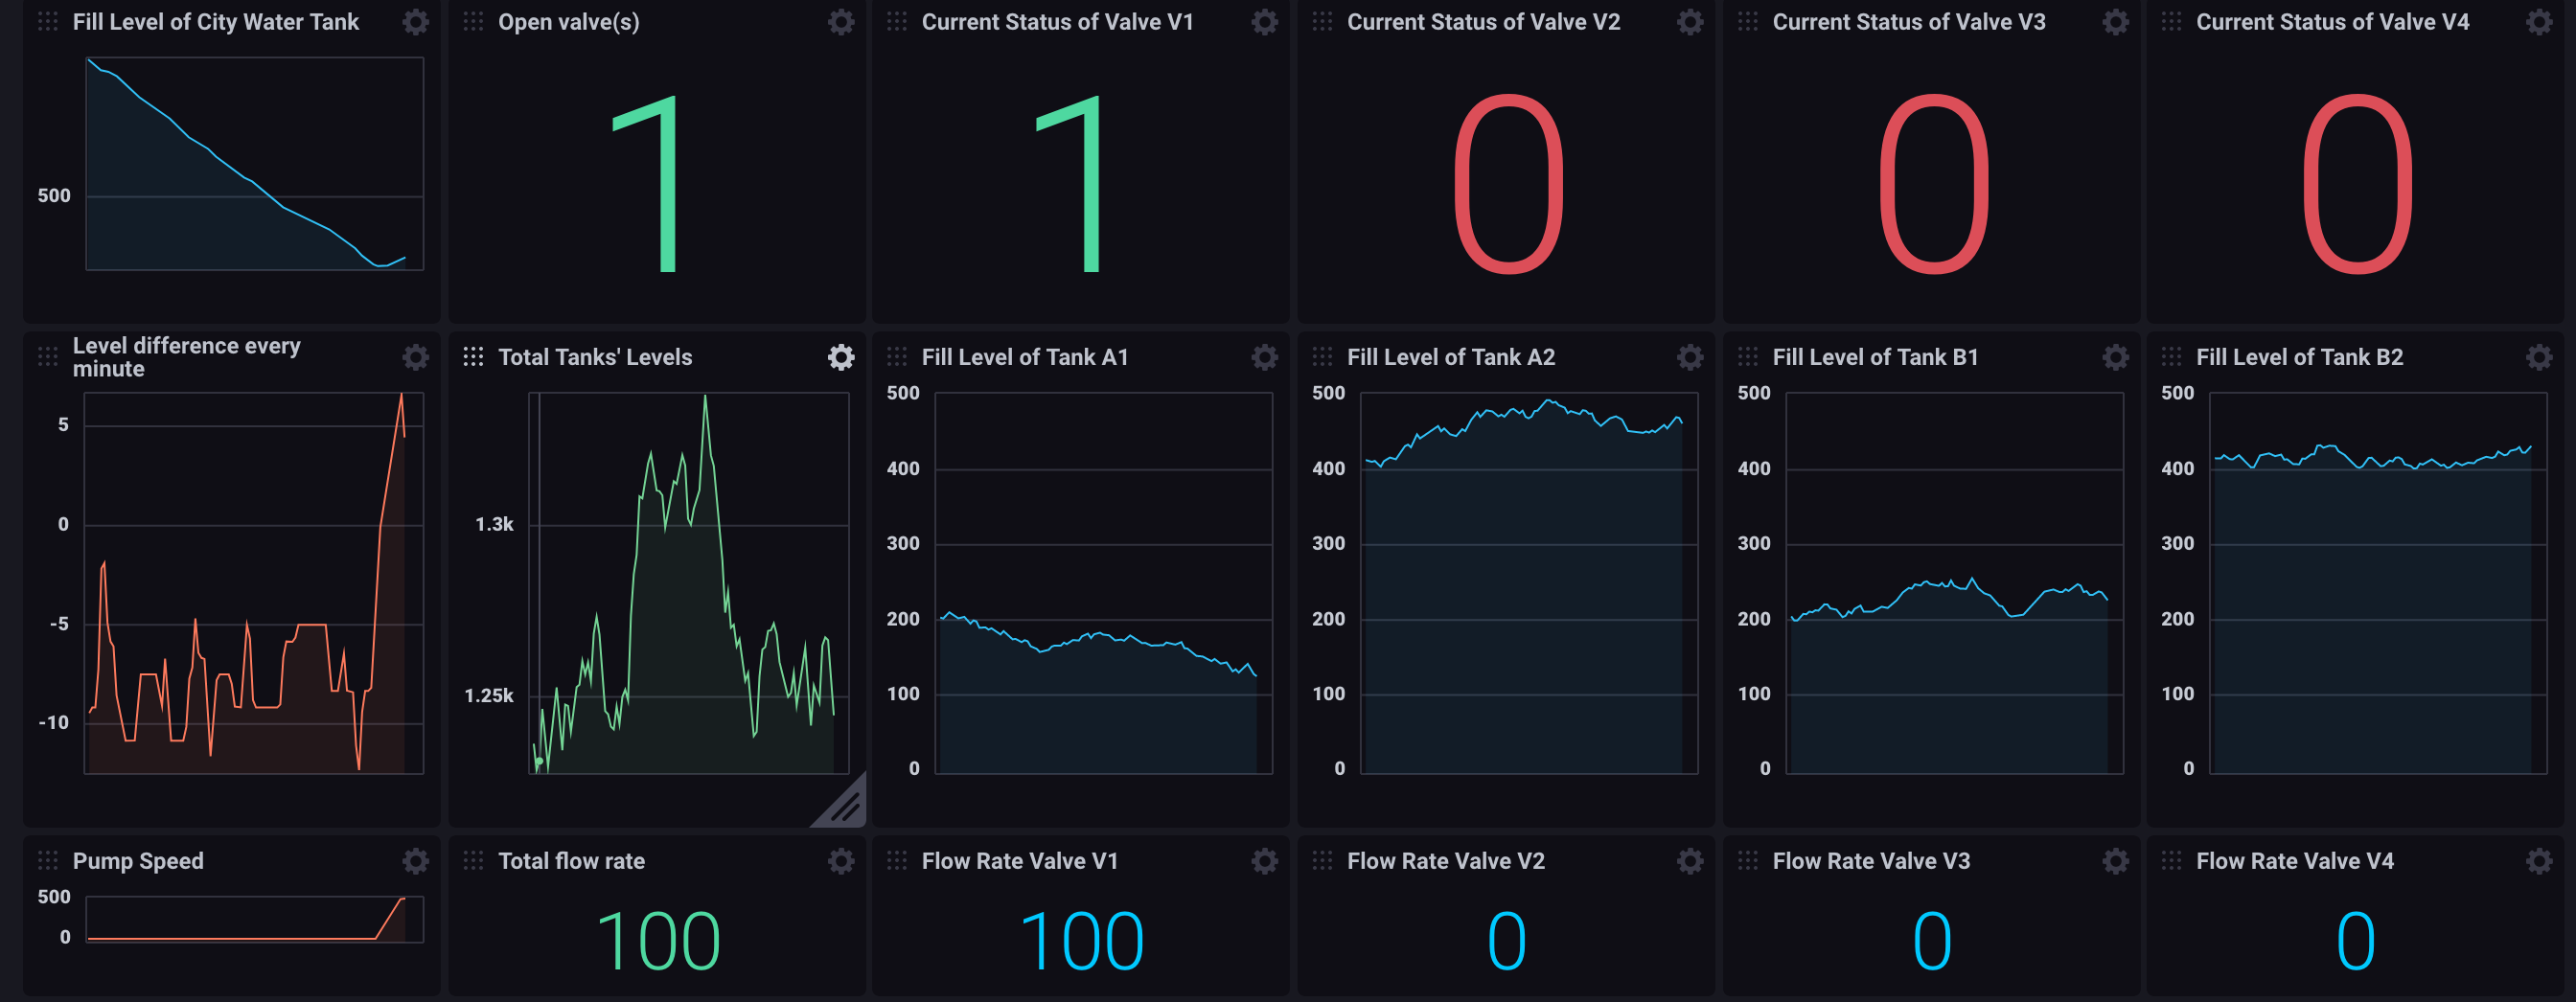 Fill Level of City Water Tank
500
Open valve(s)
1
Current Status of Valve V1
1
Current Status of Valve V2
0
Current Status of Valve V3
0
Current Status of Valve V4
0
Level difference every
minute
5
0
-5
-10
Total Tanks' Levels
1.3k
1.25k
Fill Level of Tank A1
500
400
300
200
100
0
Fill Level of Tank A2
500
400
300
200
100
0
Fill Level of Tank B1
500
400
300
200
100
0
Fill Level of Tank B2
500
400
300
200
100
0
Pump Speed
500
0
Total flow rate
100
Flow Rate Valve V1
100
Flow Rate Valve V2
0
Flow Rate Valve V3
0
Flow Rate Valve V4
0